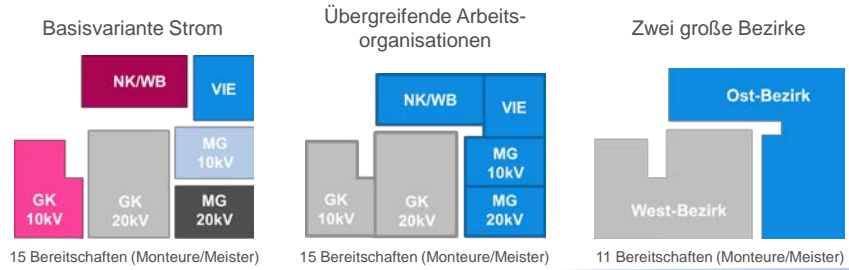 Basisvariante Strom
NK/WB
VIE
MG
10kV
GK
10kV
GK
20kV
MG
20kV
15 Bereitschaften (Monteure/Meister)
Übergreifende Arbeits-
organisationen
NK/WB
VIE
MG
10kV
GK
10kV
GK
20kV
MG
20kV
15 Bereitschaften (Monteure/Meister)
Zwei große Bezirke
Ost-Bezirk
West-Bezirk
11 Bereitschaften (Monteure/Meister)